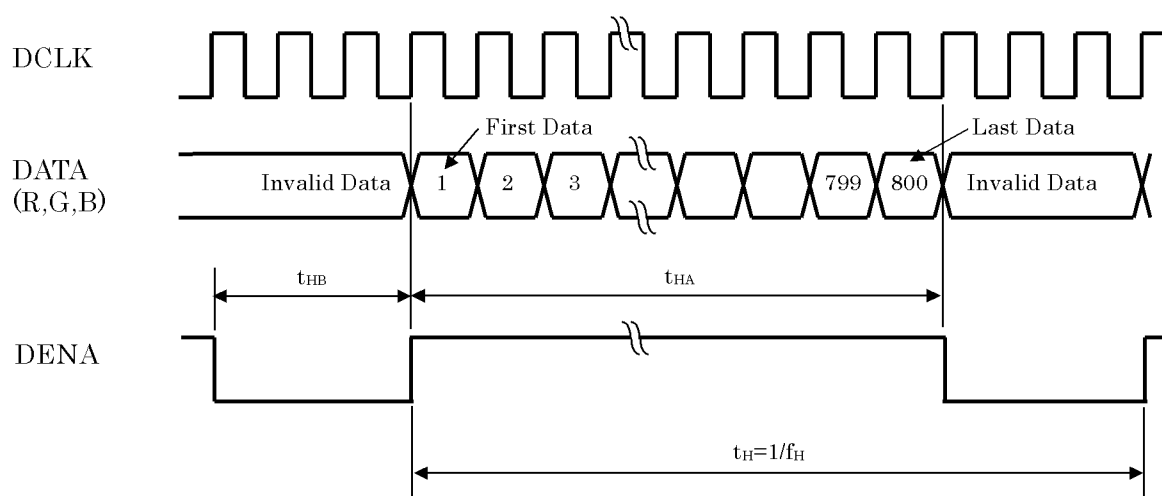 DCLK
First Data
Last Data
DATA
(R,G,B)
Invalid Data
1
2
3
799
800
Invalid Data
tHB
tHA
DENA
tH=1/fH